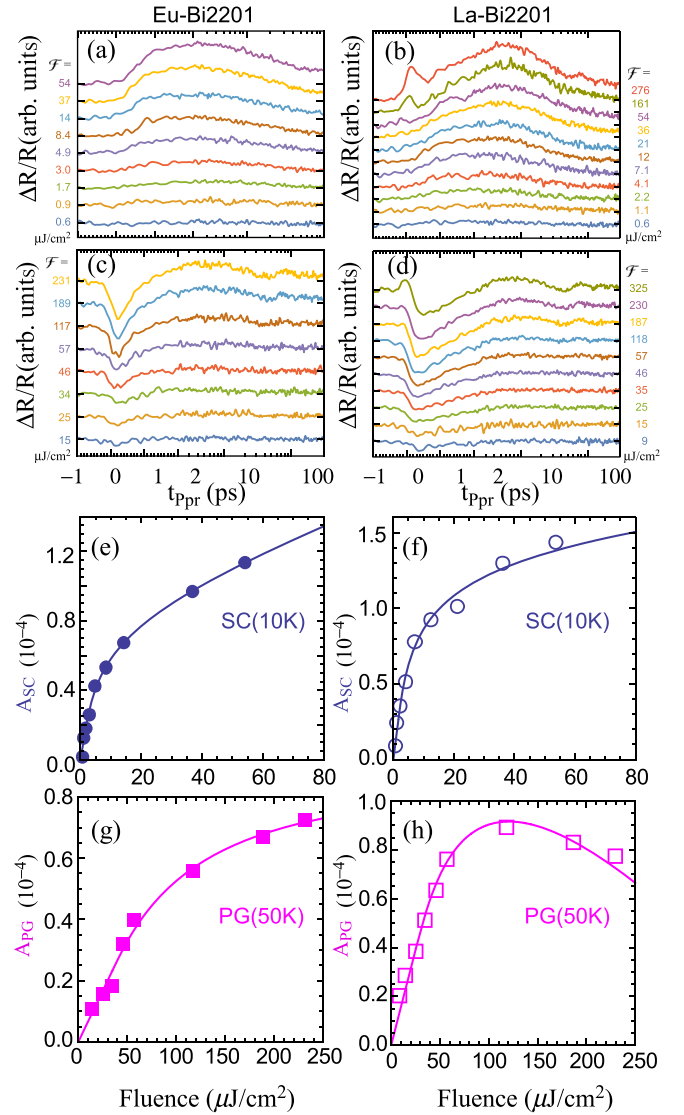 Eu-Bi2201 La-Bi2201
(a) (b)
ΔR/R(arb. units) ΔR/R(arb. units)
ℱ = ℱ =
54
37
14
8.4
4.9
3.0
1.7
0.9
0.6
μJ/cm²
276
161
54
36
21
12
7.1
4.1
2.2
1.1
0.6
μJ/cm²
(c) (d)
ΔR/R(arb. units) ΔR/R(arb. units)
ℱ = ℱ =
231
189
117
57
46
34
25
15
μJ/cm²
325
230
187
118
57
46
35
25
15
9
μJ/cm²
−1 0 1 2 10 100 −1 0 1 2 10 100
tPpr (ps) tPpr (ps)
(e) (f)
SC(10K) SC(10K)
ASC (10−4) ASC (10−4)
1.2
0.8
0.4
0.0
1.5
1.0
0.5
0.0
0 20 40 60 80 0 20 40 60 80
(g) (h)
PG(50K) PG(50K)
APG (10−4) APG (10−4)
0.8
0.6
0.4
0.2
0.0
1.0
0.8
0.6
0.4
0.2
0.0
0 50 100 150 200 250 0 50 100 150 200 250
Fluence (μJ/cm²) Fluence (μJ/cm²)